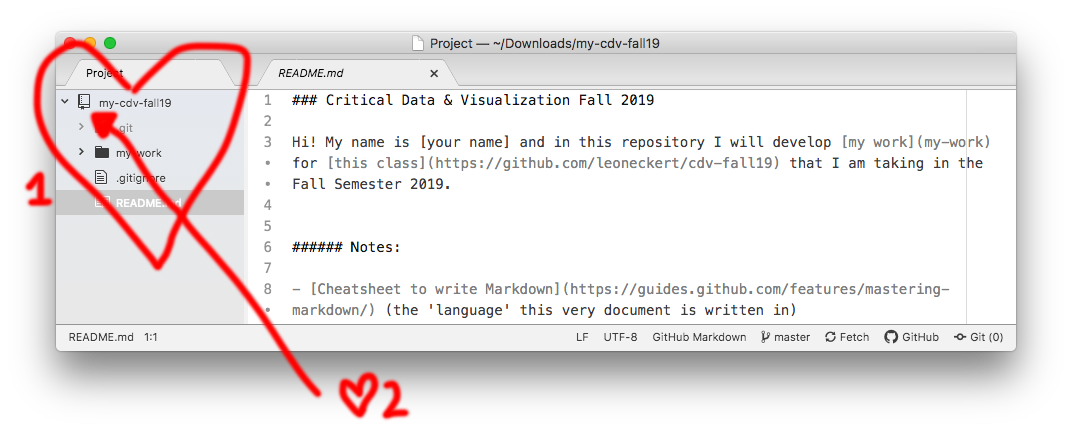 Project — ~/Downloads/my-cdv-fall19
Project
README.md
my-cdv-fall19
.git
my-work
.gitignore
README.md
1
1 ### Critical Data & Visualization Fall 2019
2
3 Hi! My name is [your name] and in this repository I will develop [my work](my-work)
• for [this class](https://github.com/leoneckert/cdv-fall19) that I am taking in the
• Fall Semester 2019.
4
5
6 ###### Notes:
7
8 - [Cheatsheet to write Markdown](https://guides.github.com/features/mastering-
• markdown/) (the 'language' this very document is written in)
README.md 1:1 LF UTF-8 GitHub Markdown master Fetch GitHub Git (0)
2